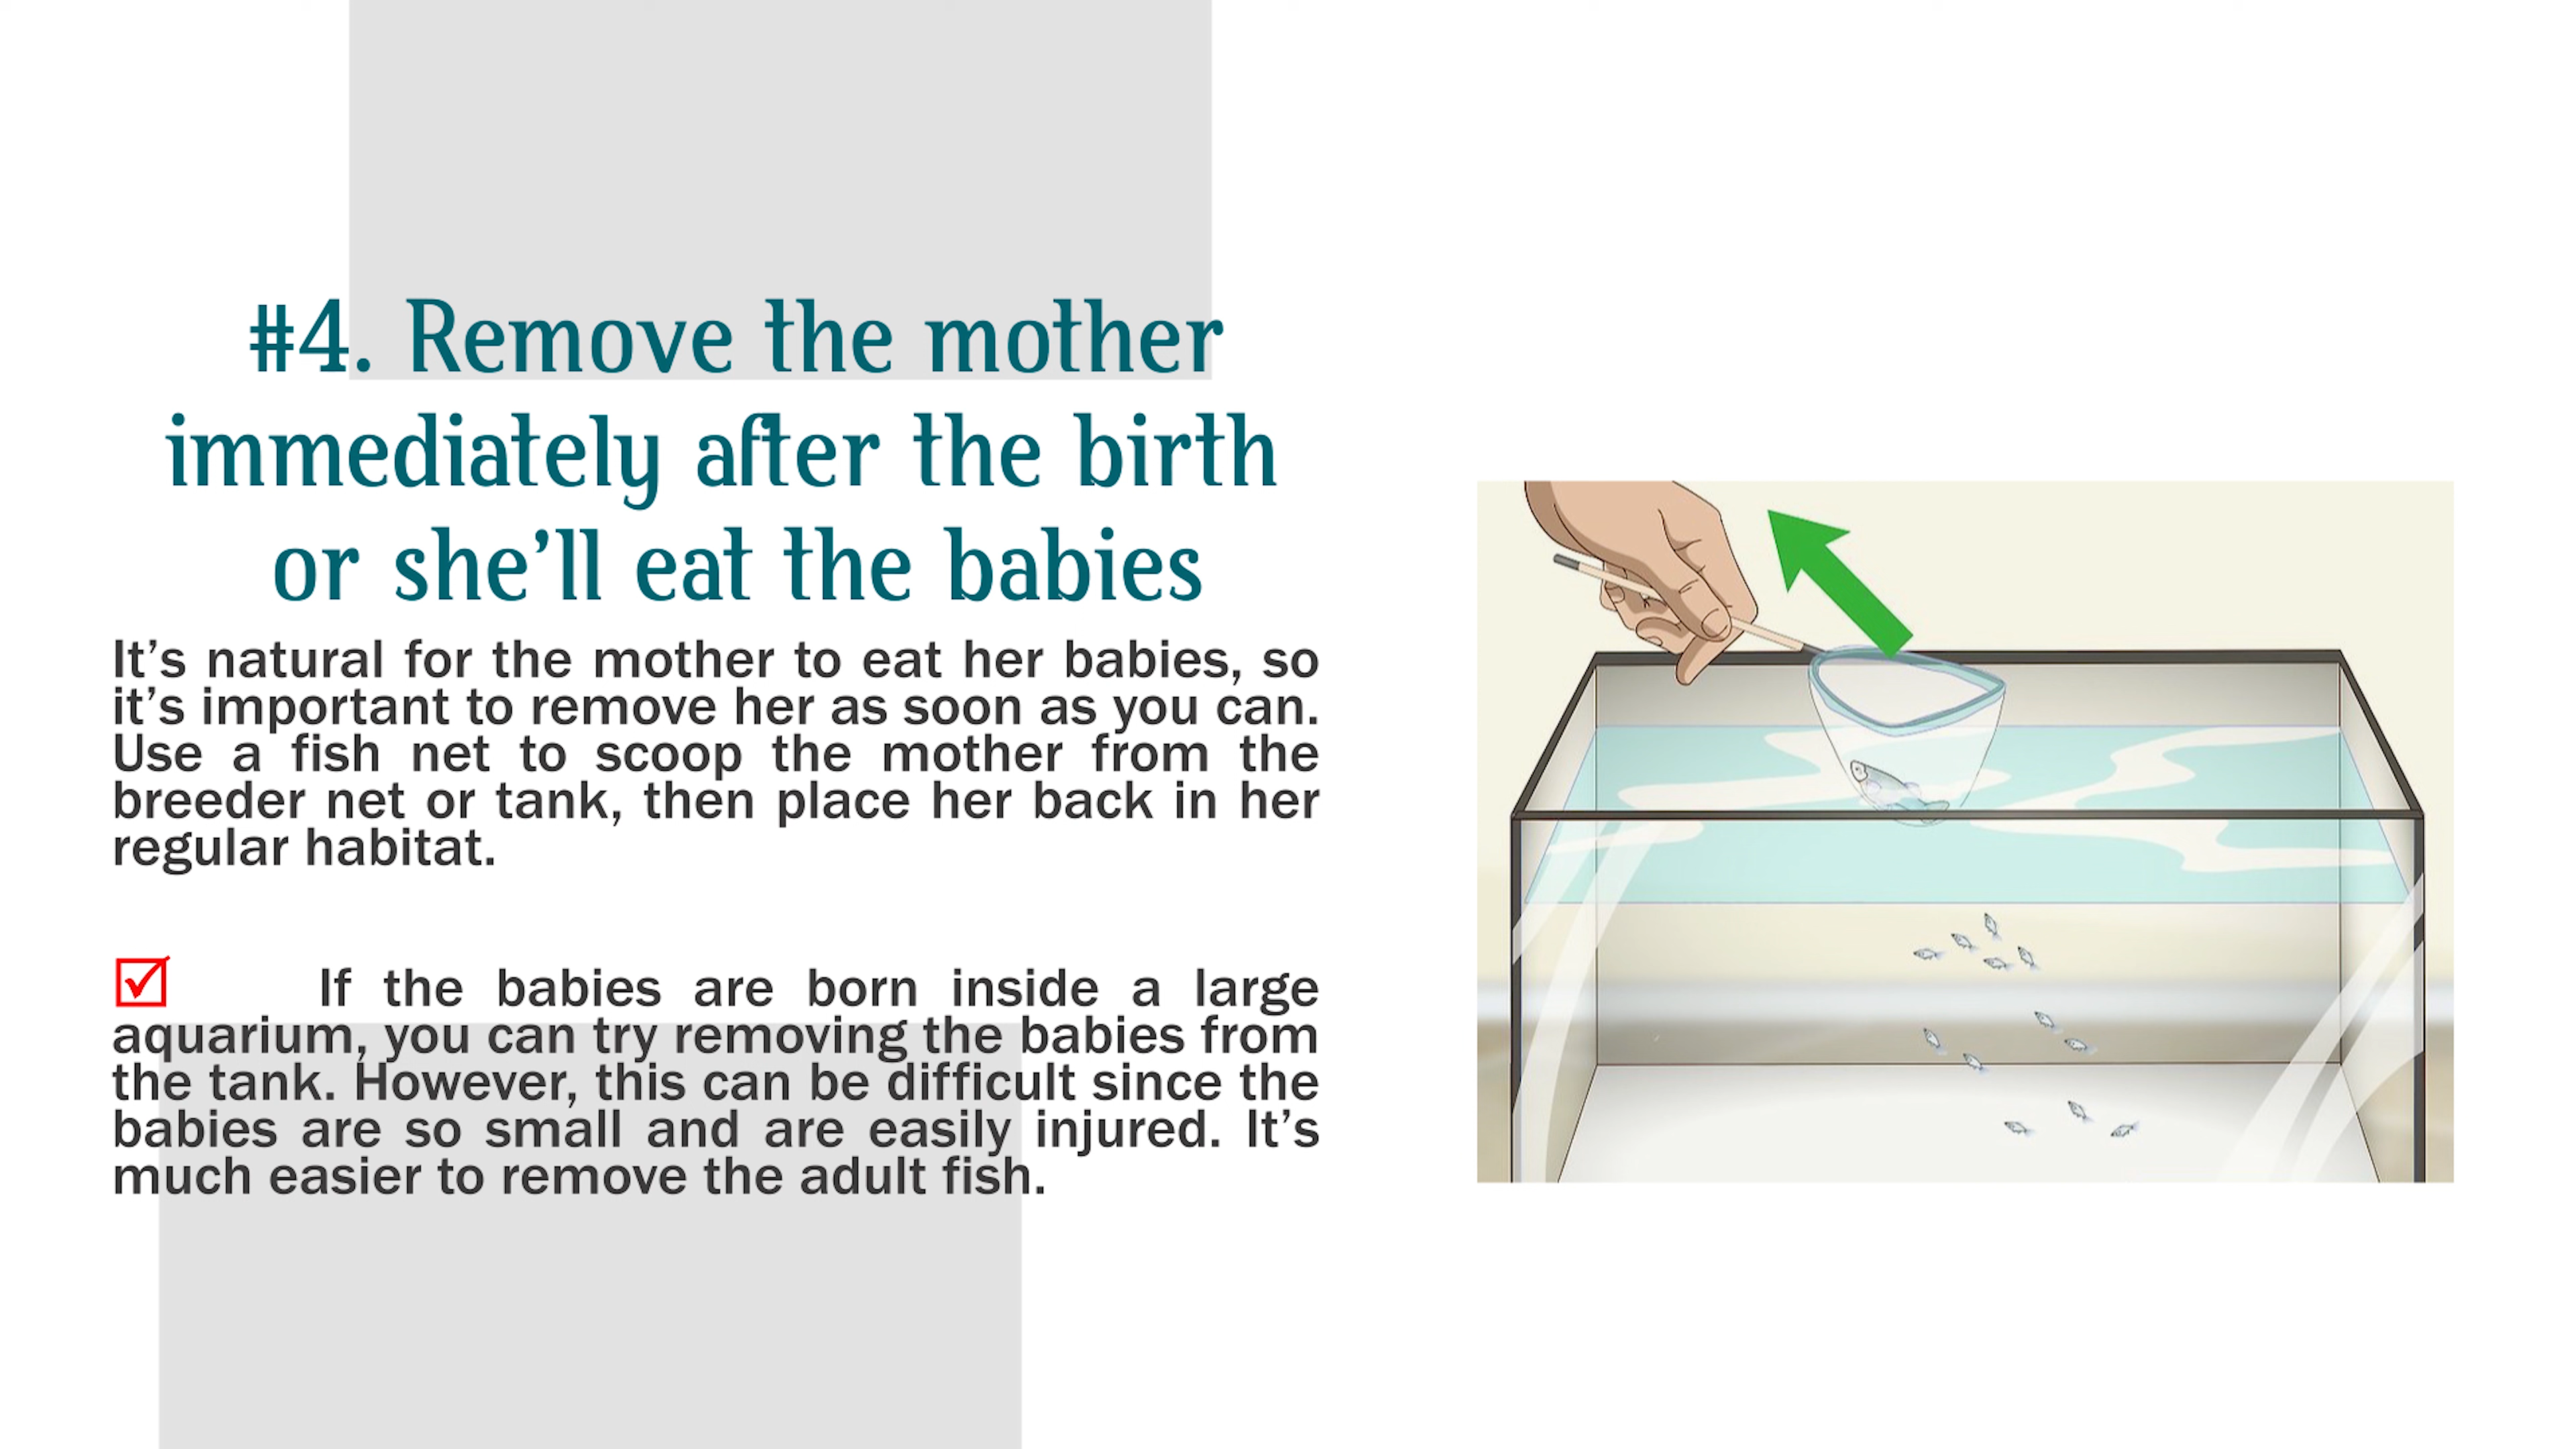 #4. Remove the mother
immediately after the birth
or she’ll eat the babies
It’s natural for the mother to eat her babies, so
it’s important to remove her as soon as you can.
Use a fish net to scoop the mother from the
breeder net or tank, then place her back in her
regular habitat.
☑ If the babies are born inside a large
aquarium, you can try removing the babies from
the tank. However, this can be difficult since the
babies are so small and are easily injured. It’s
much easier to remove the adult fish.